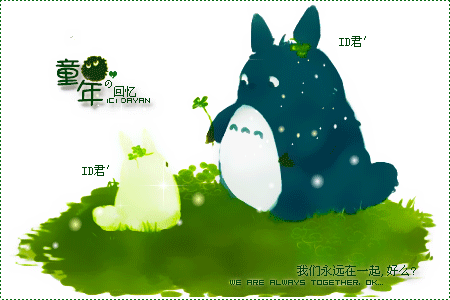 ID君′
童年の回忆
ICI DAYAN
ID君′
我们永远在一起,好么?
WE ARE ALWAYS TOGETHER, OK...